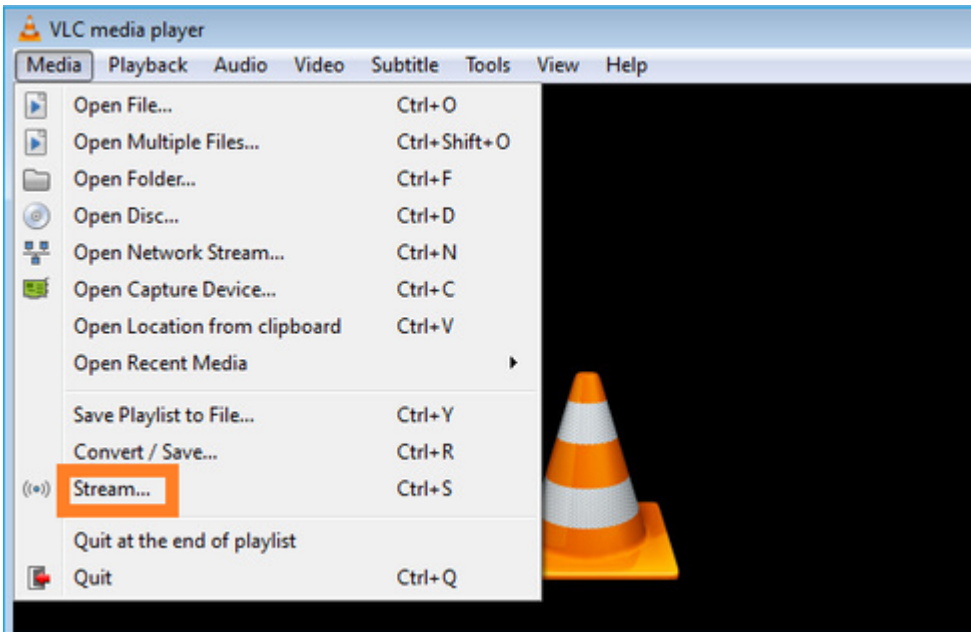 VLC media player
Media Playback Audio Video Subtitle Tools View Help
Open File... Ctrl+O
Open Multiple Files... Ctrl+Shift+O
Open Folder... Ctrl+F
Open Disc... Ctrl+D
Open Network Stream... Ctrl+N
Open Capture Device... Ctrl+C
Open Location from clipboard Ctrl+V
Open Recent Media
Save Playlist to File... Ctrl+Y
Convert / Save... Ctrl+R
Stream... Ctrl+S
Quit at the end of playlist
Quit Ctrl+Q